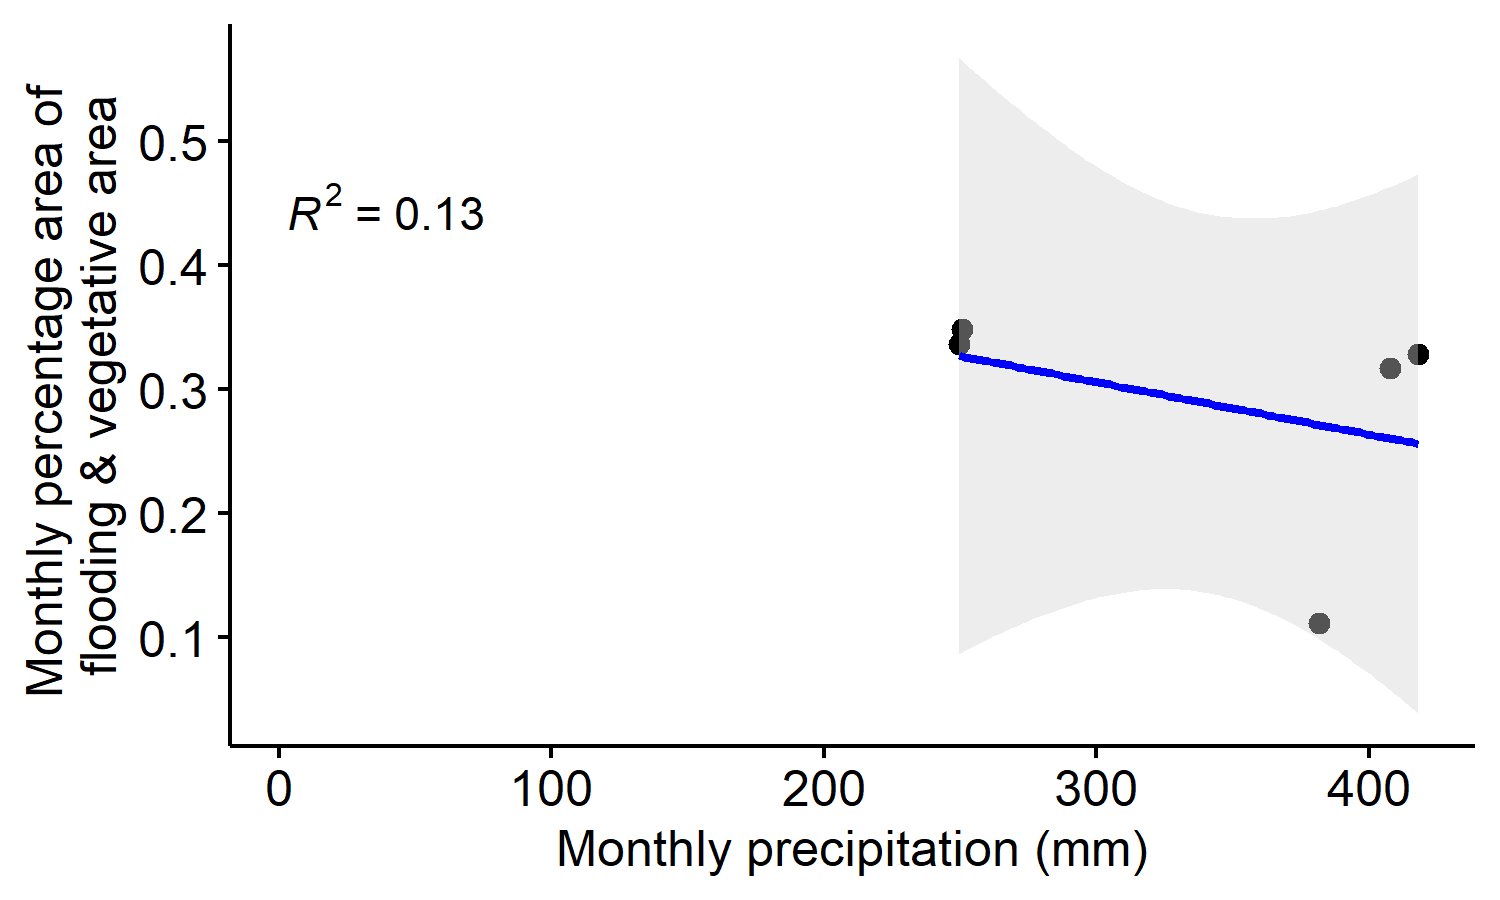 Monthly percentage area of
flooding & vegetative area
0.5
0.4
0.3
0.2
0.1
R² = 0.13
0 100 200 300 400
Monthly precipitation (mm)